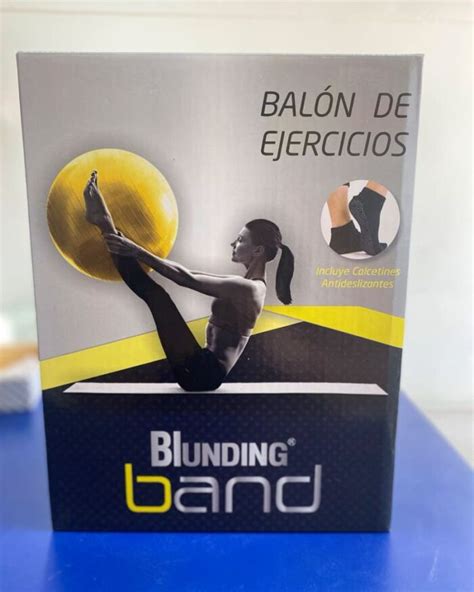 BALÓN DE
EJERCICIOS
Incluye Calcetines
Antideslizantes
BLUNDING®
band